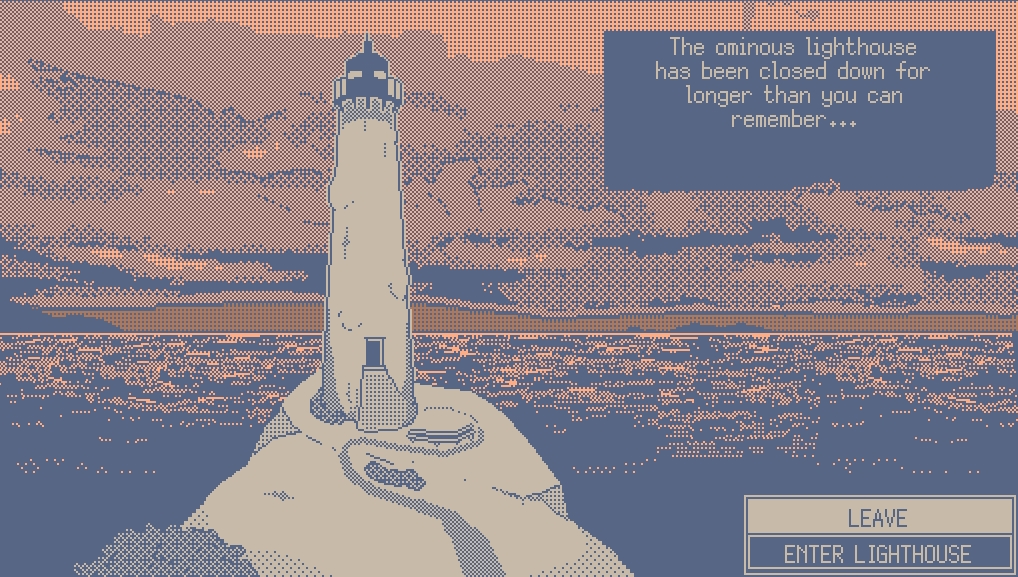 The ominous lighthouse
has been closed down for
longer than you can
remember...
LEAVE
ENTER LIGHTHOUSE